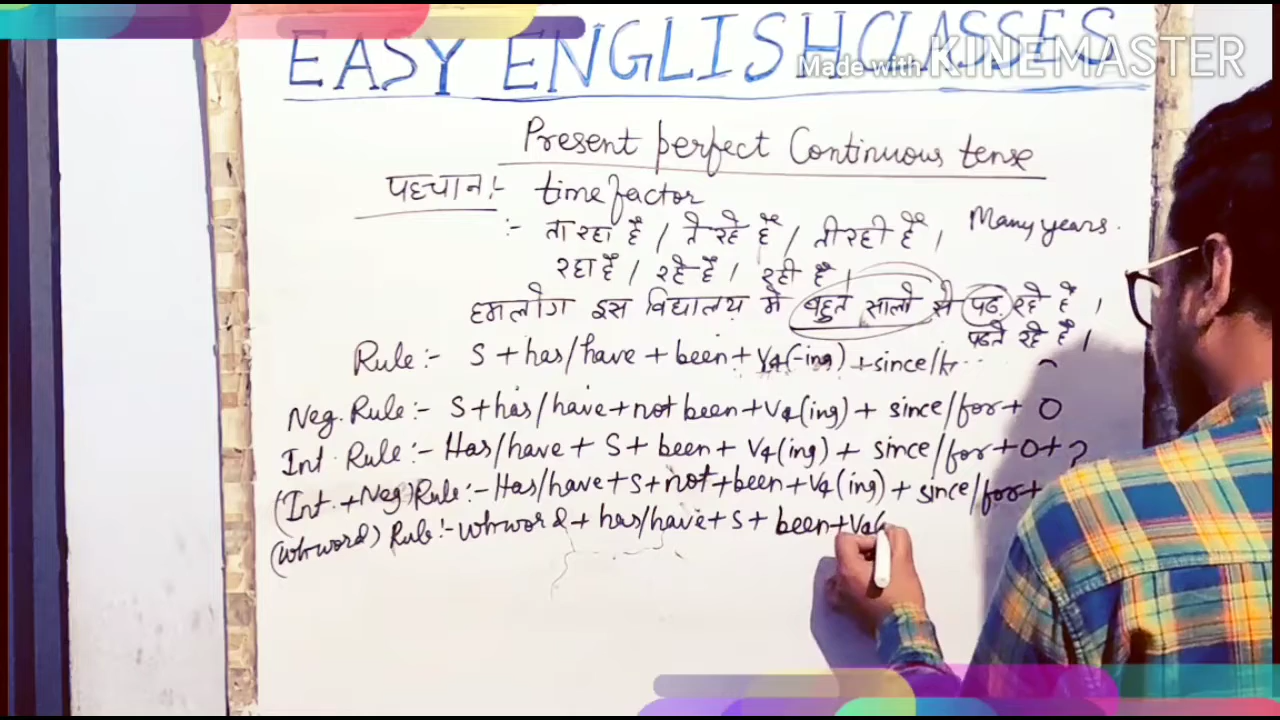 EASY ENGLISH CLASSES
Made with KINEMASTER
Present perfect Continuous tense
पहचान :- time factor
:- ता रहा है / ते रहे हैं / ती रही है । Many years.
रहा है / रहे हैं । रही है ।
हमलोग इस विद्यालय में बहुत सालों से पढ़ रहे हैं ।
पढते रहे हैं ।
Rule :- S + has/have + been + V4(-ing) + since/
Neg. Rule :- S + has/have + not been + V4(ing) + since/for + O
Int. Rule :- Has/have + S + been + V4(ing) + since/for + O + ?
(Int. + Neg) Rule :- Has/have + S + not + been + V4(ing) + since/for +
(Wh word) Rule :- Wh word + has/have + S + been + V4(